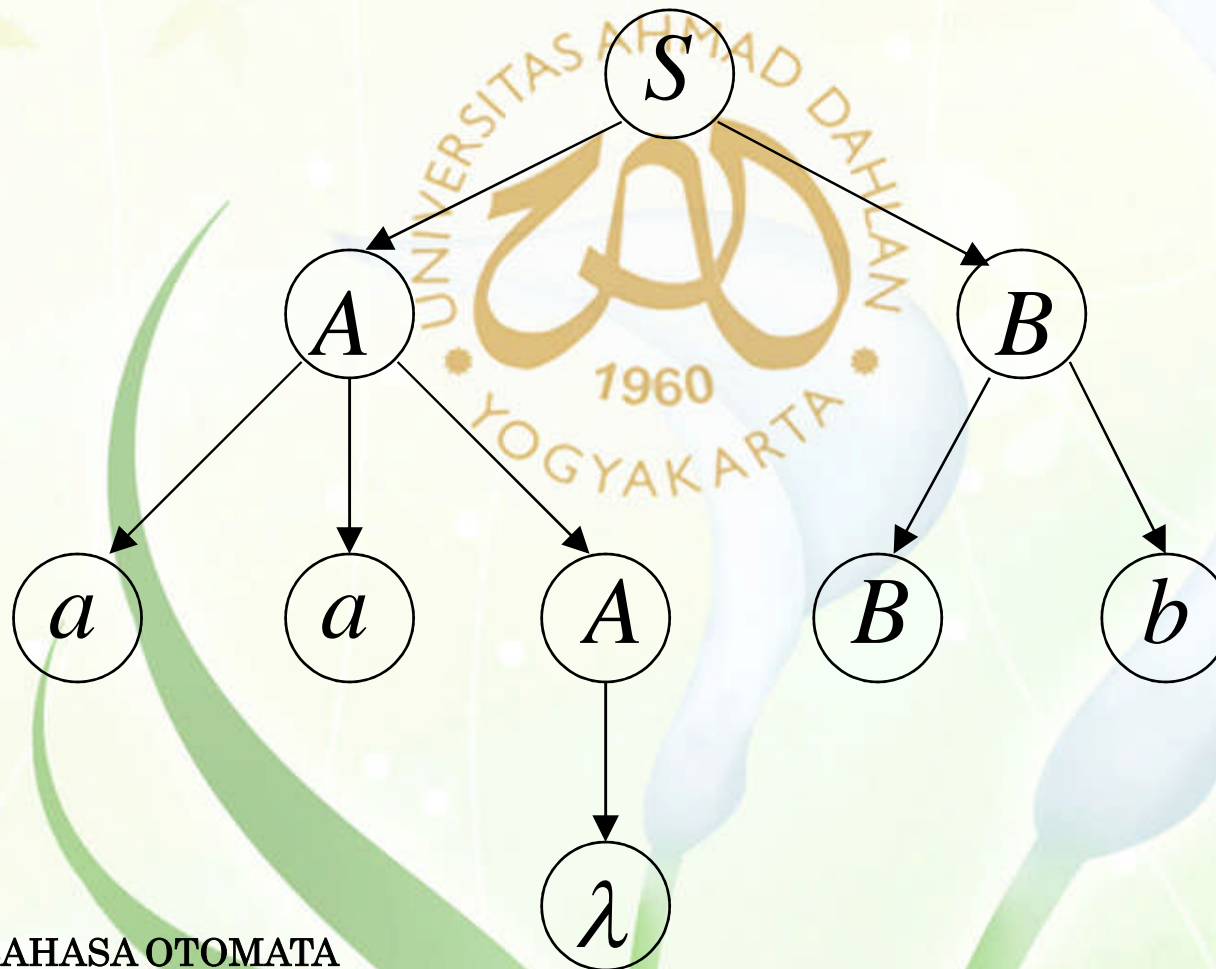 S
UNIVERSITAS AHMAD DAHLAN
A B
1960
YOGYAKARTA
a a A B b
λ
AHASA OTOMATA